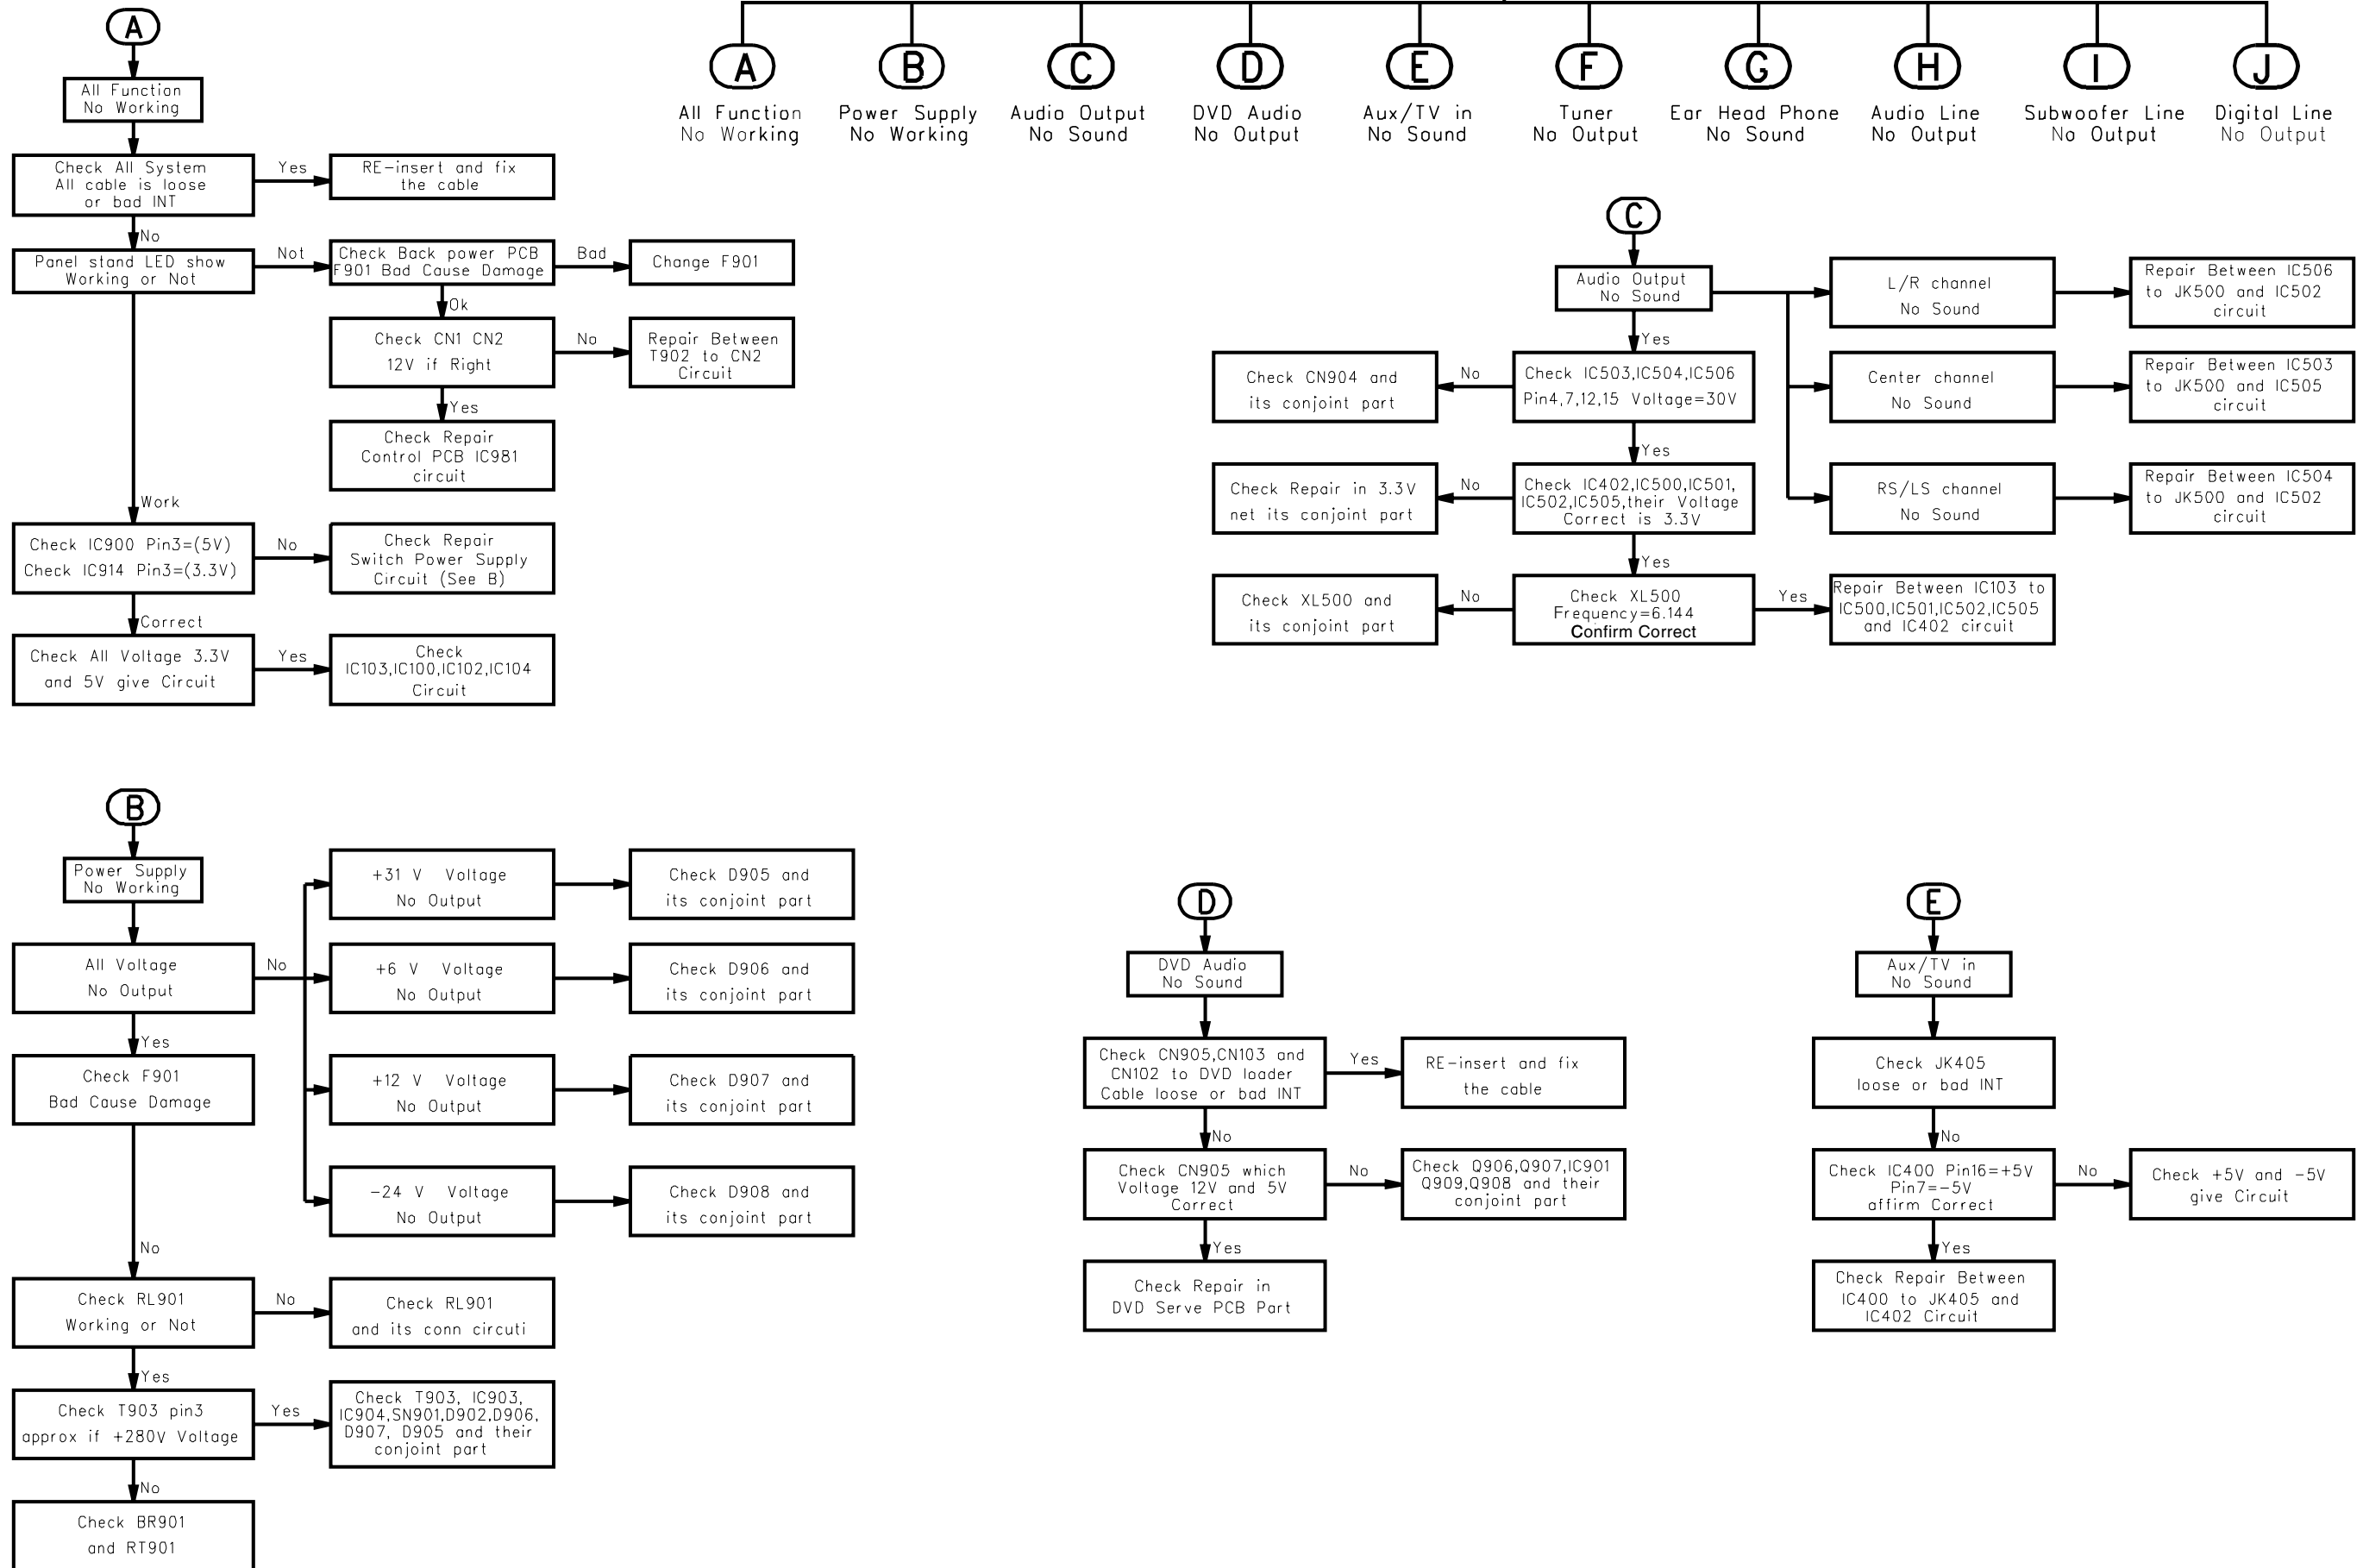 A
All Function
No Working
Check All System
All cable is loose
or bad INT
Yes
RE-insert and fix
the cable
No
Panel stand LED show
Working or Not
Not
Check Back power PCB
F901 Bad Cause Damage
Bad
Change F901
Ok
Check CN1 CN2
12V if Right
No
Repair Between
T902 to CN2
Circuit
Yes
Check Repair
Control PCB IC981
circuit
Work
Check IC900 Pin3=(5V)
Check IC914 Pin3=(3.3V)
No
Check Repair
Switch Power Supply
Circuit (See B)
Correct
Check All Voltage 3.3V
and 5V give Circuit
Yes
Check
IC103,IC100,IC102,IC104
Circuit
A
All Function
No Working
B
Power Supply
No Working
C
Audio Output
No Sound
D
DVD Audio
No Output
E
Aux/TV in
No Sound
F
Tuner
No Output
G
Ear Head Phone
No Sound
H
Audio Line
No Output
I
Subwoofer Line
No Output
J
Digital Line
No Output
C
Audio Output
No Sound
L/R channel
No Sound
Repair Between IC506
to JK500 and IC502
circuit
Yes
Check IC503,IC504,IC506
Pin4,7,12,15 Voltage=30V
No
Check CN904 and
its conjoint part
Center channel
No Sound
Repair Between IC503
to JK500 and IC505
circuit
Yes
Check IC402,IC500,IC501,
IC502,IC505,their Voltage
Correct is 3.3V
No
Check Repair in 3.3V
net its conjoint part
RS/LS channel
No Sound
Repair Between IC504
to JK500 and IC502
circuit
Yes
Check XL500
Frequency=6.144
Confirm Correct
No
Check XL500 and
its conjoint part
Yes
Repair Between IC103 to
IC500,IC501,IC502,IC505
and IC402 circuit
B
Power Supply
No Working
All Voltage
No Output
No
+31 V Voltage
No Output
Check D905 and
its conjoint part
+6 V Voltage
No Output
Check D906 and
its conjoint part
+12 V Voltage
No Output
Check D907 and
its conjoint part
-24 V Voltage
No Output
Check D908 and
its conjoint part
Yes
Check F901
Bad Cause Damage
No
Check RL901
Working or Not
No
Check RL901
and its conn circuti
Yes
Check T903 pin3
approx if +280V Voltage
Yes
Check T903, IC903,
IC904,SN901,D902,D906,
D907, D905 and their
conjoint part
No
Check BR901
and RT901
D
DVD Audio
No Sound
Check CN905,CN103 and
CN102 to DVD loader
Cable loose or bad INT
Yes
RE-insert and fix
the cable
No
Check CN905 which
Voltage 12V and 5V
Correct
No
Check Q906,Q907,IC901
Q909,Q908 and their
conjoint part
Yes
Check Repair in
DVD Serve PCB Part
E
Aux/TV in
No Sound
Check JK405
loose or bad INT
No
Check IC400 Pin16=+5V
Pin7=-5V
affirm Correct
No
Check +5V and -5V
give Circuit
Yes
Check Repair Between
IC400 to JK405 and
IC402 Circuit